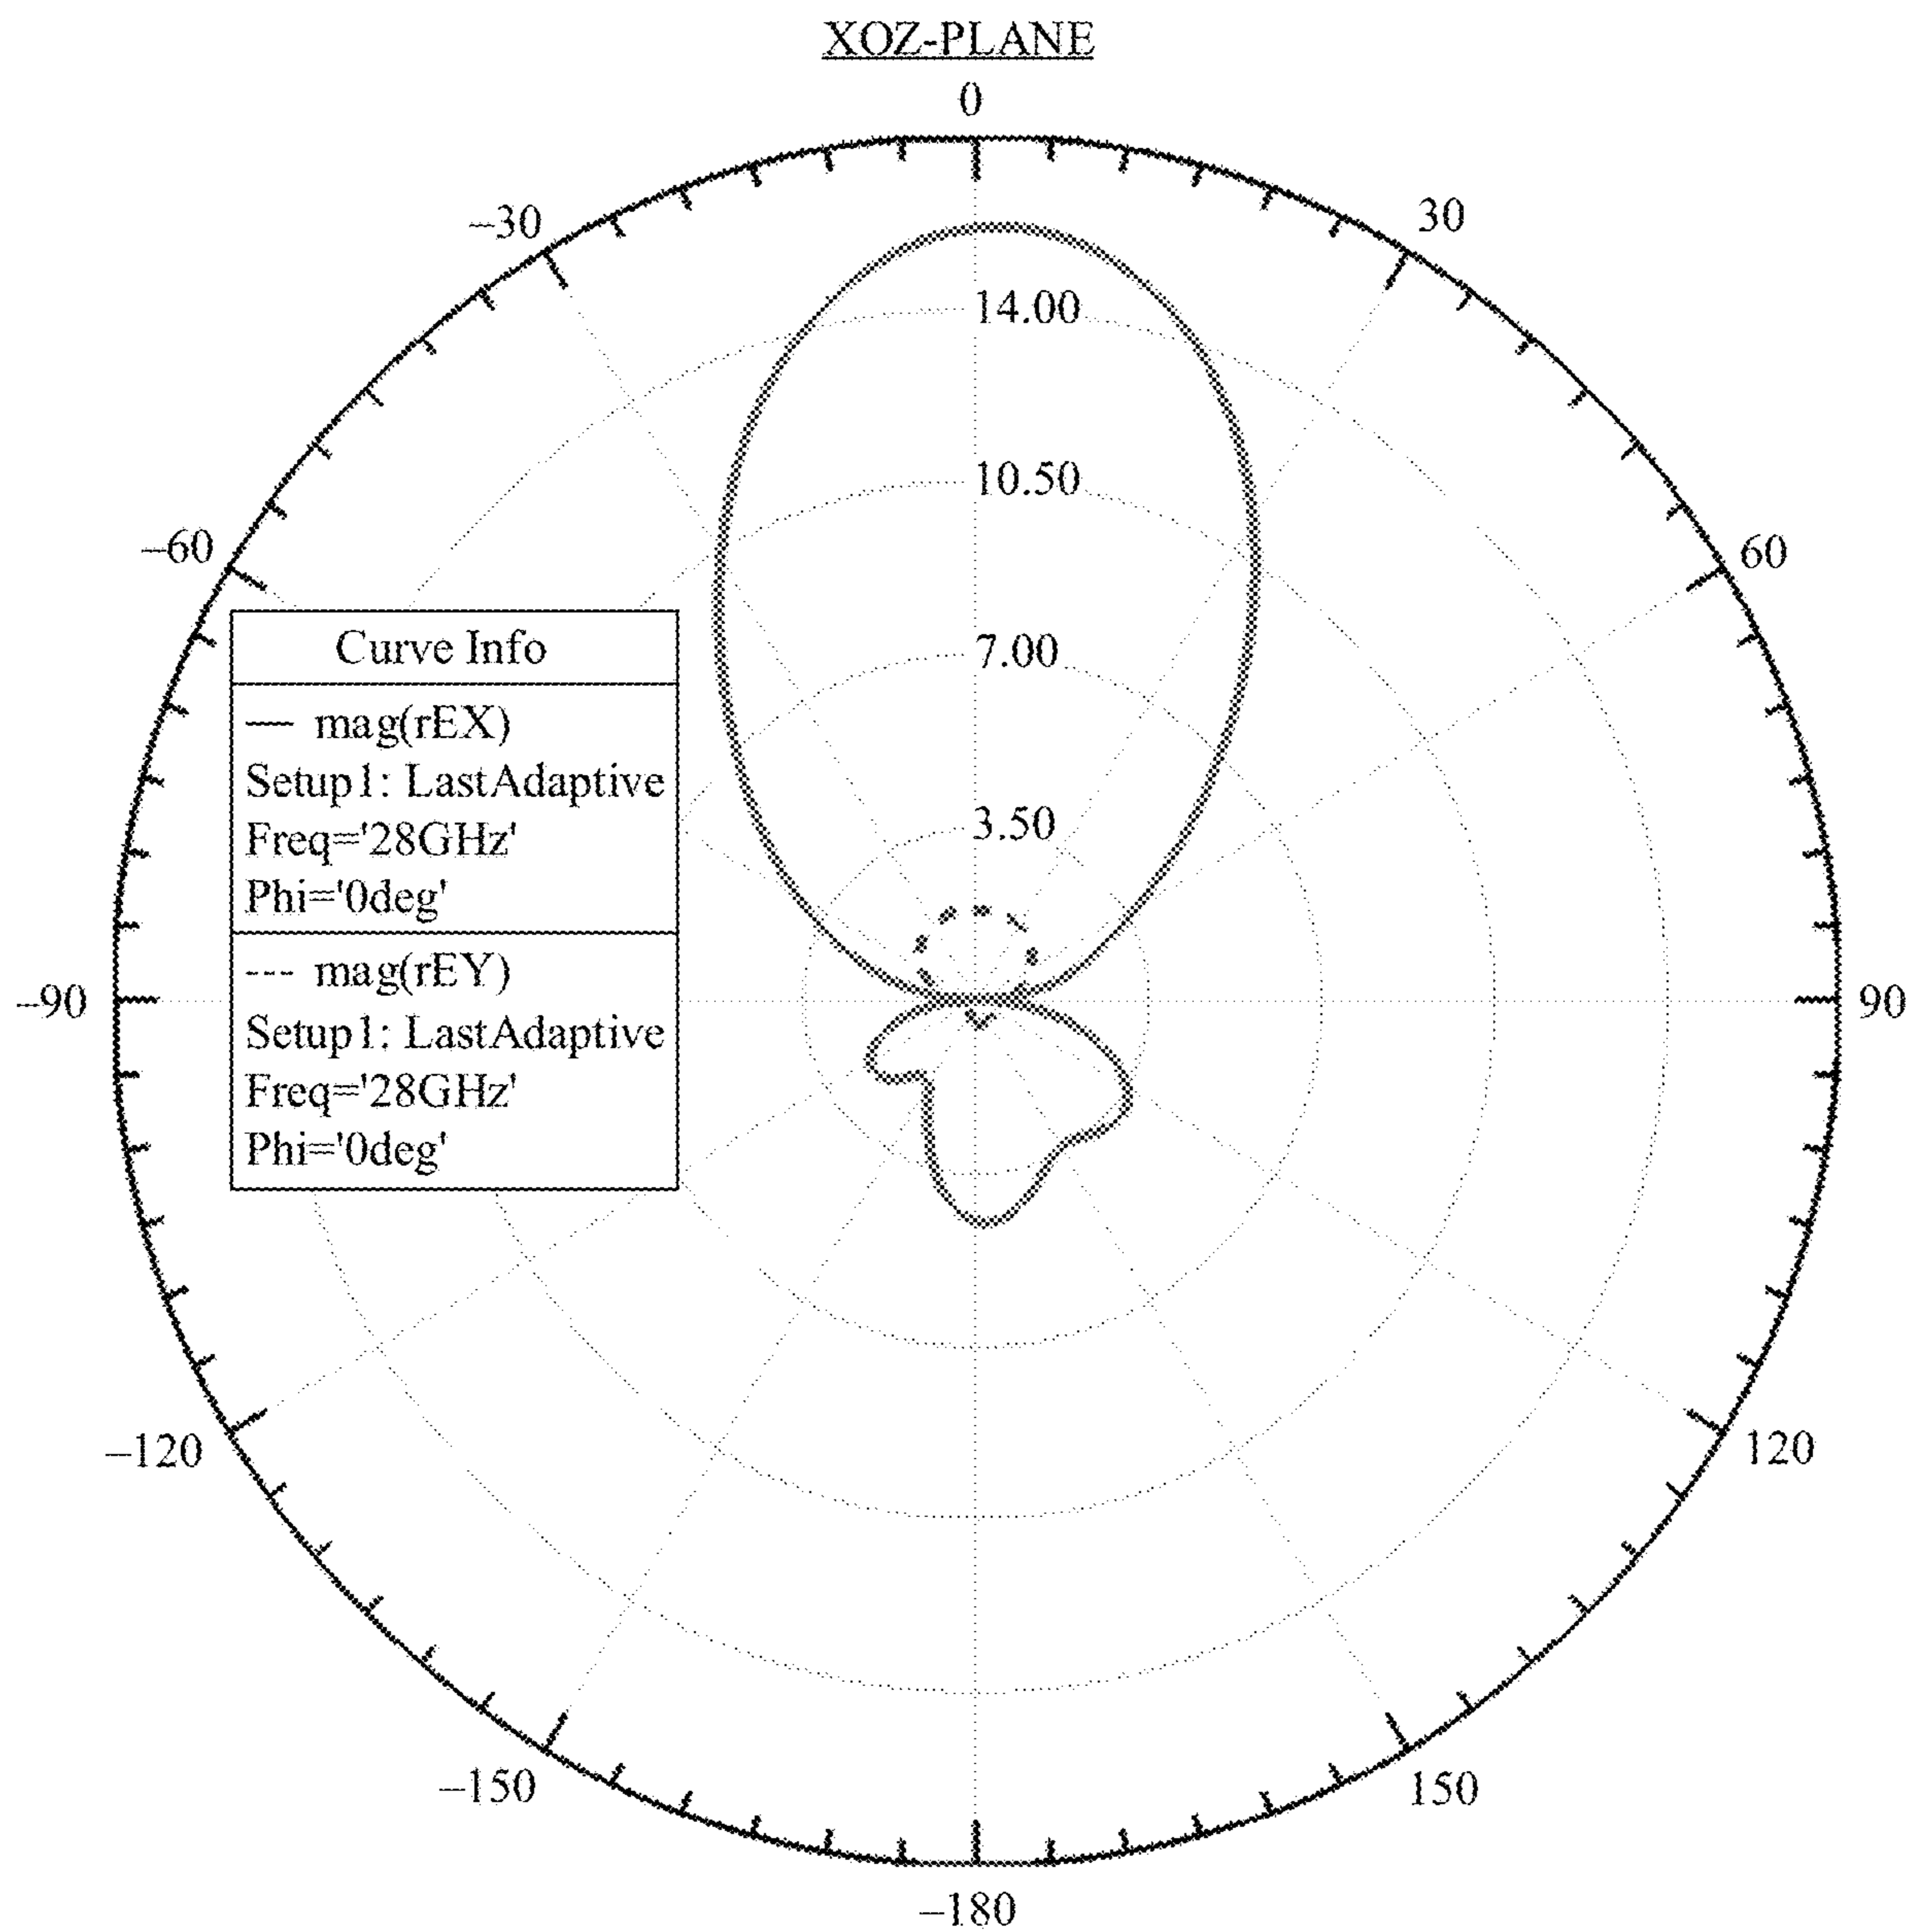 XOZ-PLANE
0
–30
30
14.00
10.50
–60
60
7.00
Curve Info
mag(rEX)
Setup1: LastAdaptive
Freq='28GHz'
Phi='0deg'
3.50
mag(rEY)
Setup1: LastAdaptive
Freq='28GHz'
Phi='0deg'
–90
90
–120
120
–150
150
–180